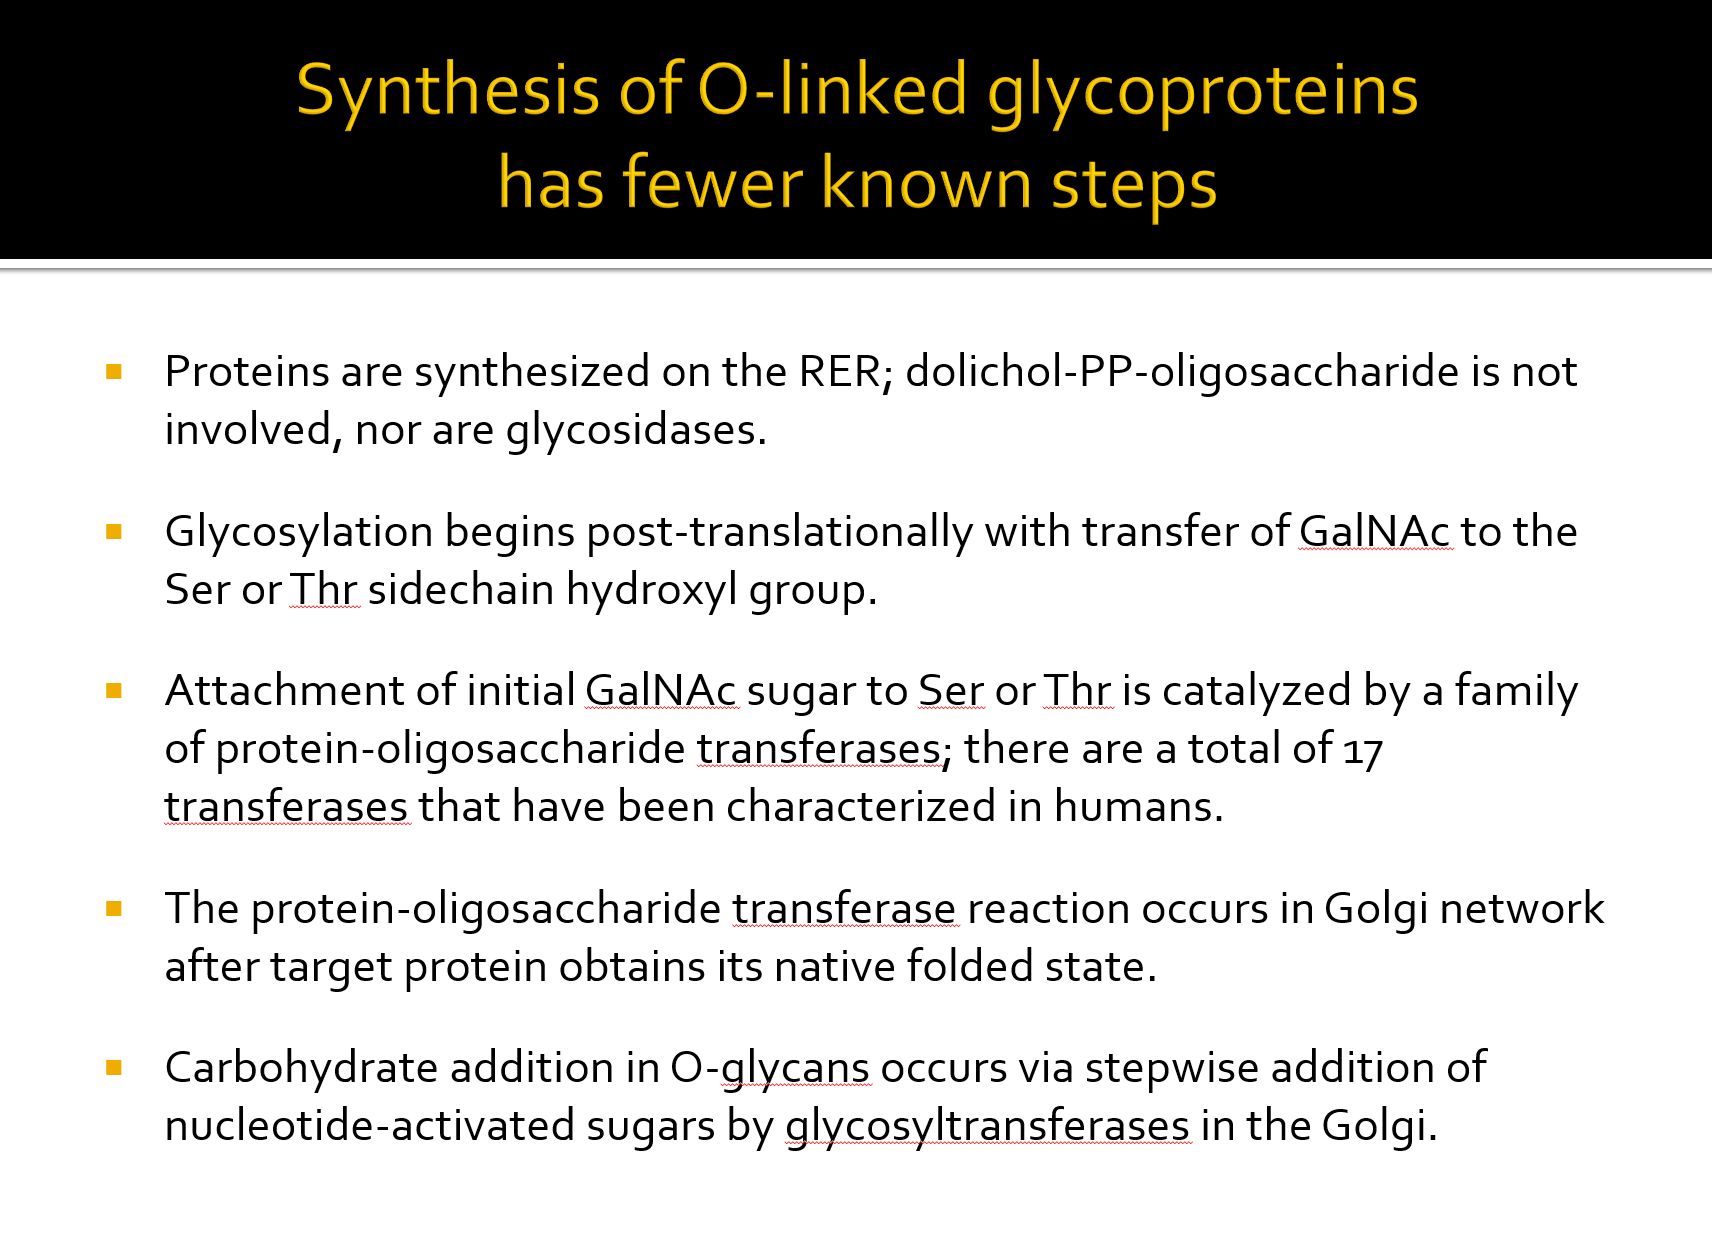 Synthesis of O-linked glycoproteins
has fewer known steps
Proteins are synthesized on the RER; dolichol-PP-oligosaccharide is not
involved, nor are glycosidases.
Glycosylation begins post-translationally with transfer of GalNAc to the
Ser or Thr sidechain hydroxyl group.
Attachment of initial GalNAc sugar to Ser or Thr is catalyzed by a family
of protein-oligosaccharide transferases; there are a total of 17
transferases that have been characterized in humans.
The protein-oligosaccharide transferase reaction occurs in Golgi network
after target protein obtains its native folded state.
Carbohydrate addition in O-glycans occurs via stepwise addition of
nucleotide-activated sugars by glycosyltransferases in the Golgi.